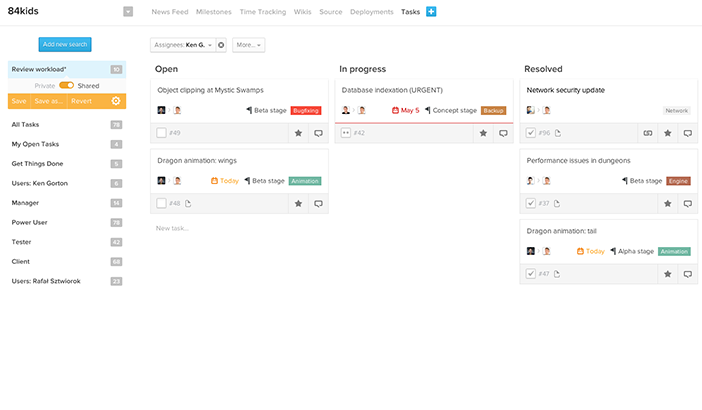 84kids
News Feed Milestones Time Tracking Wikis Source Deployments Tasks
Add new search
Review workload* 10
Private Shared
Save Save as... Revert
All Tasks 78
My Open Tasks 4
Get Things Done 5
Users: Ken Gorton 6
Manager 14
Power User 78
Tester 42
Client 68
Users: Rafał Sztwiorok 23
Assignees: Ken G.
More...
Open
Object clipping at Mystic Swamps
Beta stage Bugfixing
#49
Dragon animation: wings
Today Beta stage Animation
#48
New task...
In progress
Database indexation (URGENT)
May 5 Concept stage Backup
#42
Resolved
Network security update
Network
#96
Performance issues in dungeons
Beta stage Engine
#37
Dragon animation: tail
Today Alpha stage Animation
#47